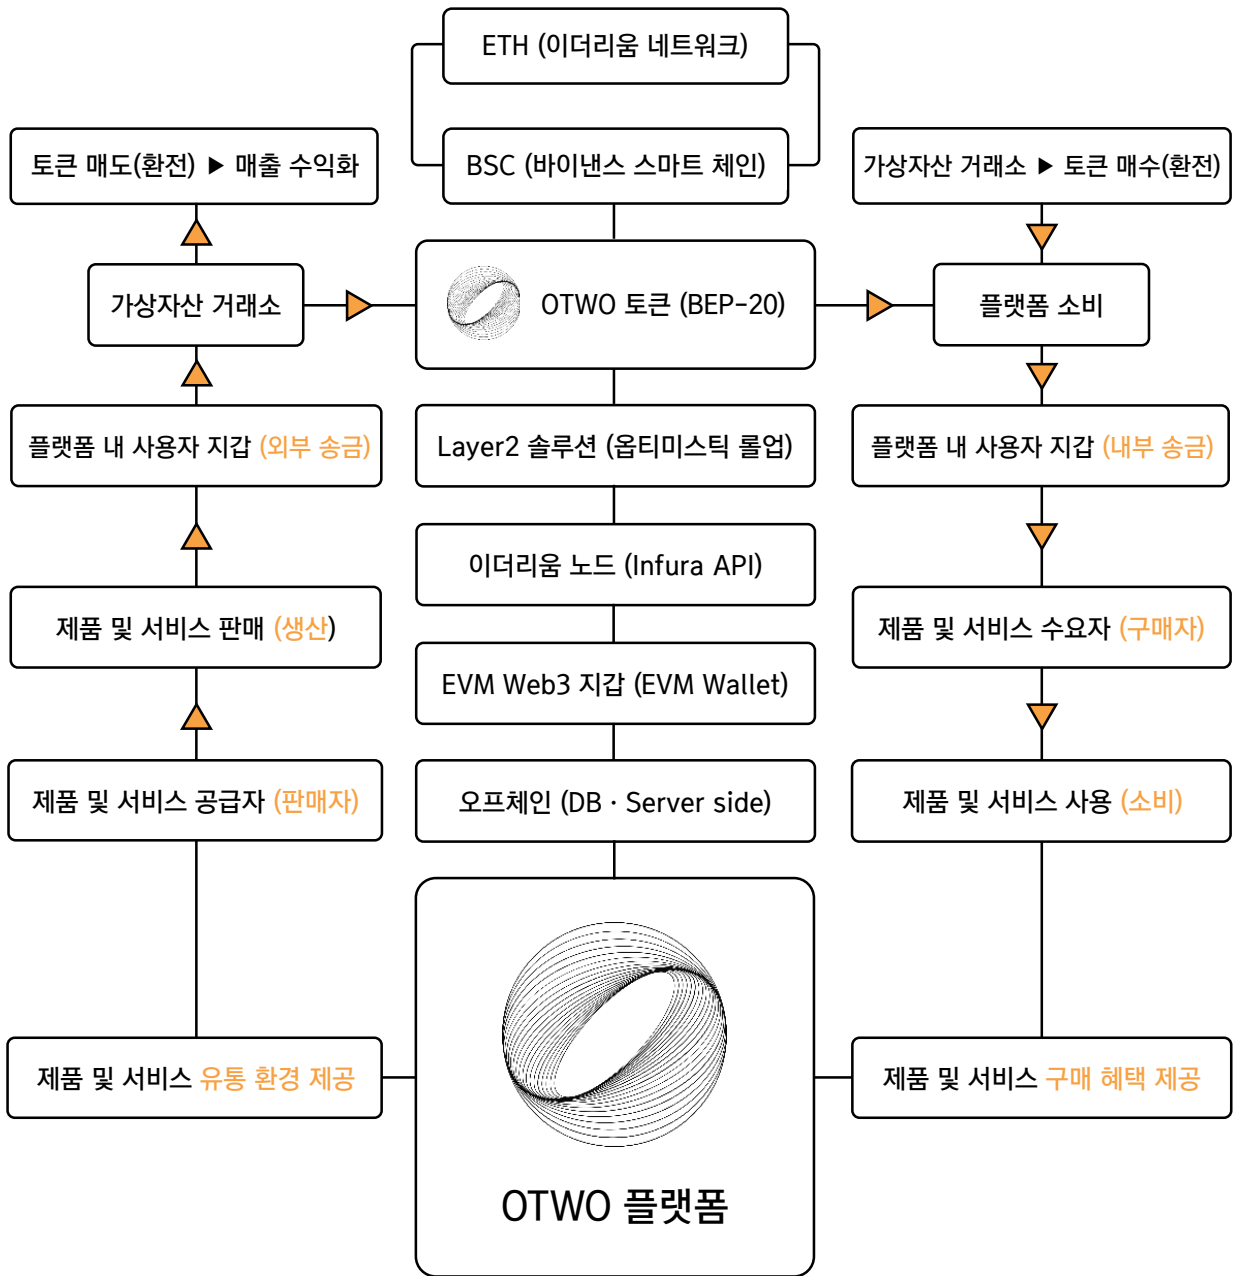 ETH (이더리움 네트워크)
토큰 매도(환전) ▶ 매출 수익화
BSC (바이낸스 스마트 체인)
가상자산 거래소 ▶ 토큰 매수(환전)
가상자산 거래소
OTWO 토큰 (BEP-20)
플랫폼 소비
플랫폼 내 사용자 지갑 (외부 송금)
Layer2 솔루션 (옵티미스틱 롤업)
플랫폼 내 사용자 지갑 (내부 송금)
이더리움 노드 (Infura API)
제품 및 서비스 판매 (생산)
제품 및 서비스 수요자 (구매자)
EVM Web3 지갑 (EVM Wallet)
제품 및 서비스 공급자 (판매자)
오프체인 (DB · Server side)
제품 및 서비스 사용 (소비)
제품 및 서비스 유통 환경 제공
제품 및 서비스 구매 혜택 제공
OTWO 플랫폼